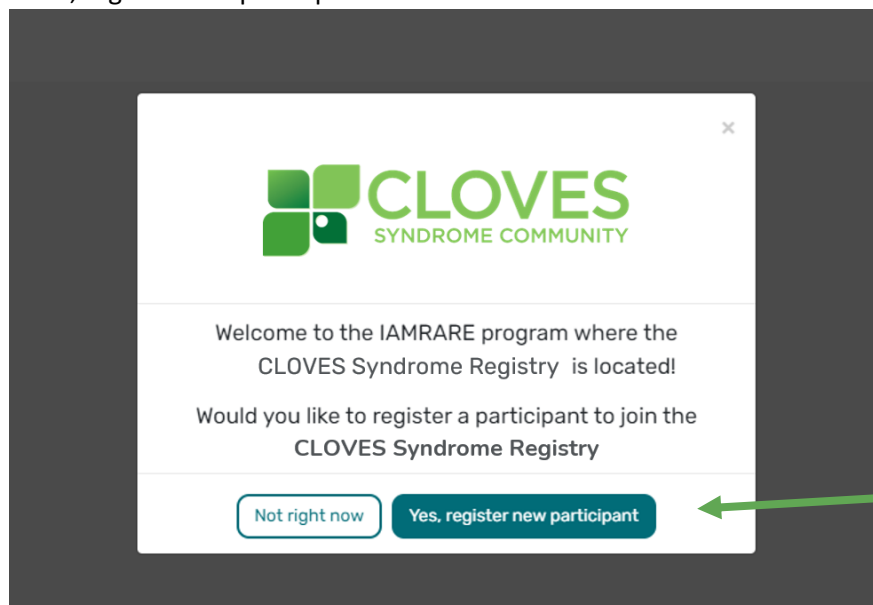 ×
CLOVES
SYNDROME COMMUNITY
Welcome to the IAMRARE program where the
CLOVES Syndrome Registry is located!
Would you like to register a participant to join the
CLOVES Syndrome Registry
Not right now
Yes, register new participant